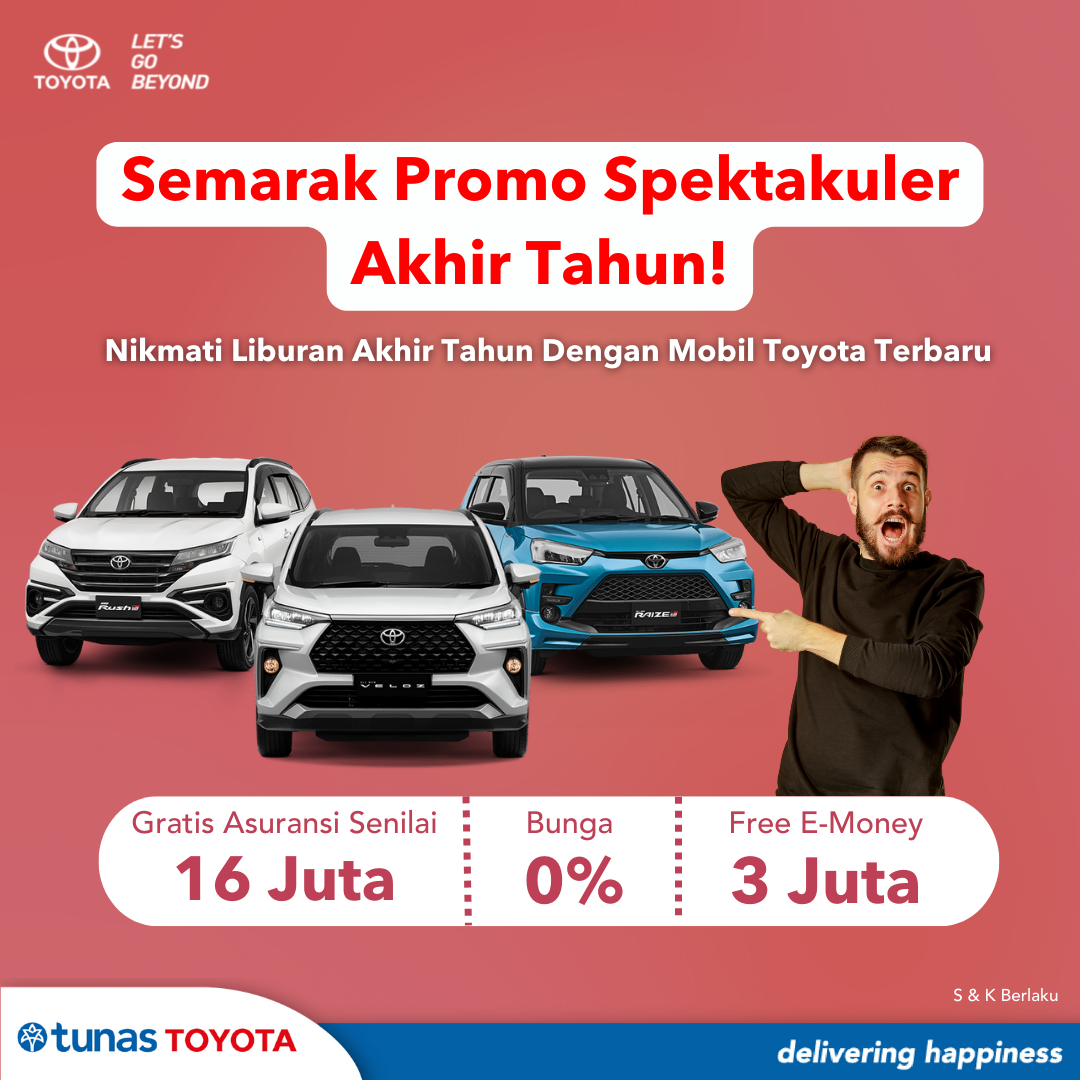 TOYOTA
LET'S
GO
BEYOND
Semarak Promo Spektakuler
Akhir Tahun!
Nikmati Liburan Akhir Tahun Dengan Mobil Toyota Terbaru
Rush
VELOZ
RAIZE
Gratis Asuransi Senilai
16 Juta
Bunga
0%
Free E-Money
3 Juta
S & K Berlaku
tunas TOYOTA
delivering happiness